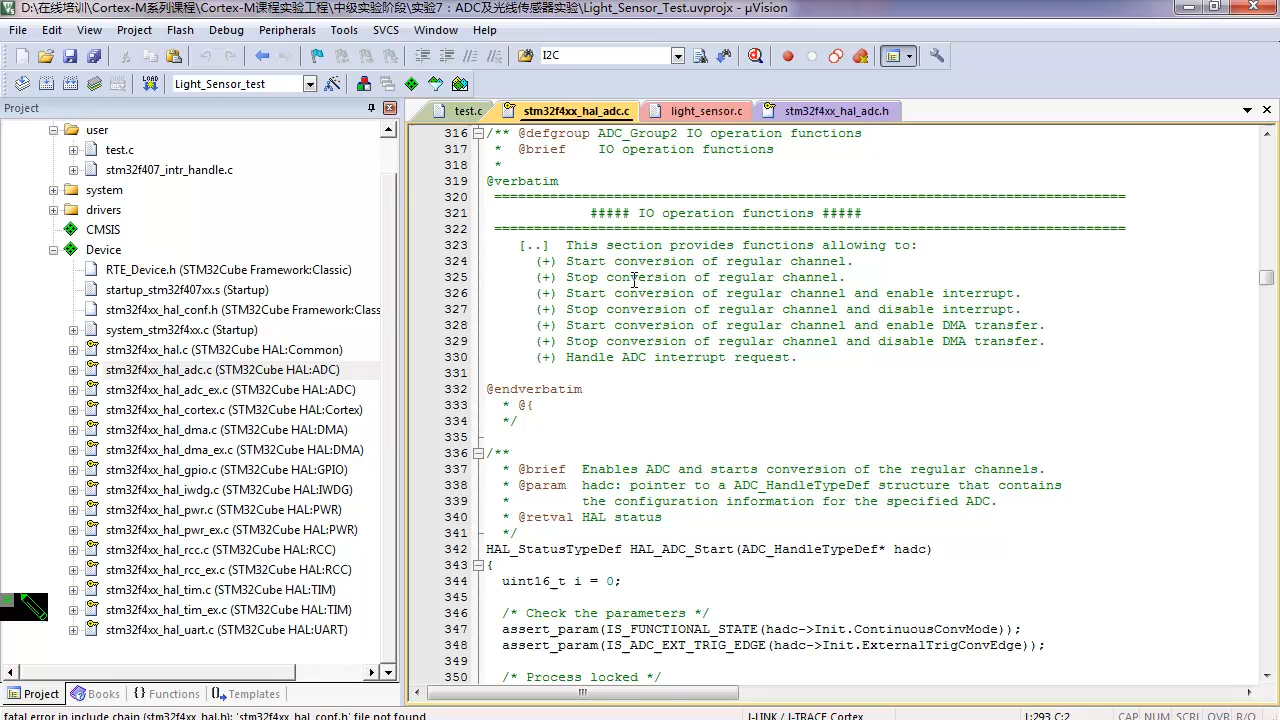 D:\在线培训\Cortex-M系列课程\Cortex-M课程实验工程\中级实验阶段\实验7：ADC及光线传感器实验\Light_Sensor_Test.uvprojx - µVision
File Edit View Project Flash Debug Peripherals Tools SVCS Window Help
I2C
LOAD Light_Sensor_test
Project
test.c stm32f4xx_hal_adc.c light_sensor.c stm32f4xx_hal_adc.h
user
test.c
stm32f407_intr_handle.c
system
drivers
CMSIS
Device
RTE_Device.h (STM32Cube Framework:Classic)
startup_stm32f407xx.s (Startup)
stm32f4xx_hal_conf.h (STM32Cube Framework:Class
system_stm32f4xx.c (Startup)
stm32f4xx_hal.c (STM32Cube HAL:Common)
stm32f4xx_hal_adc.c (STM32Cube HAL:ADC)
stm32f4xx_hal_adc_ex.c (STM32Cube HAL:ADC)
stm32f4xx_hal_cortex.c (STM32Cube HAL:Cortex)
stm32f4xx_hal_dma.c (STM32Cube HAL:DMA)
stm32f4xx_hal_dma_ex.c (STM32Cube HAL:DMA)
stm32f4xx_hal_gpio.c (STM32Cube HAL:GPIO)
stm32f4xx_hal_iwdg.c (STM32Cube HAL:IWDG)
stm32f4xx_hal_pwr.c (STM32Cube HAL:PWR)
stm32f4xx_hal_pwr_ex.c (STM32Cube HAL:PWR)
stm32f4xx_hal_rcc.c (STM32Cube HAL:RCC)
stm32f4xx_hal_rcc_ex.c (STM32Cube HAL:RCC)
stm32f4xx_hal_tim.c (STM32Cube HAL:TIM)
stm32f4xx_hal_tim_ex.c (STM32Cube HAL:TIM)
stm32f4xx_hal_uart.c (STM32Cube HAL:UART)
Project Books {} Functions Templates
316 /** @defgroup ADC_Group2 IO operation functions
317 * @brief IO operation functions
318 *
319 @verbatim
320 ===============================================================================
321 ##### IO operation functions #####
322 ===============================================================================
323 [..] This section provides functions allowing to:
324 (+) Start conversion of regular channel.
325 (+) Stop conversion of regular channel.
326 (+) Start conversion of regular channel and enable interrupt.
327 (+) Stop conversion of regular channel and disable interrupt.
328 (+) Start conversion of regular channel and enable DMA transfer.
329 (+) Stop conversion of regular channel and disable DMA transfer.
330 (+) Handle ADC interrupt request.
331
332 @endverbatim
333 * @{
334 */
335
336 /**
337 * @brief Enables ADC and starts conversion of the regular channels.
338 * @param hadc: pointer to a ADC_HandleTypeDef structure that contains
339 * the configuration information for the specified ADC.
340 * @retval HAL status
341 */
342 HAL_StatusTypeDef HAL_ADC_Start(ADC_HandleTypeDef* hadc)
343 {
344 uint16_t i = 0;
345
346 /* Check the parameters */
347 assert_param(IS_FUNCTIONAL_STATE(hadc->Init.ContinuousConvMode));
348 assert_param(IS_ADC_EXT_TRIG_EDGE(hadc->Init.ExternalTrigConvEdge));
349
350 /* Process locked */
fatal error in include chain (stm32f4xx_hal.h): 'stm32f4xx_hal_conf.h' file not found J-LINK / J-TRACE Cortex L:293 C:2 CAP NUM SCRL OVR R/O